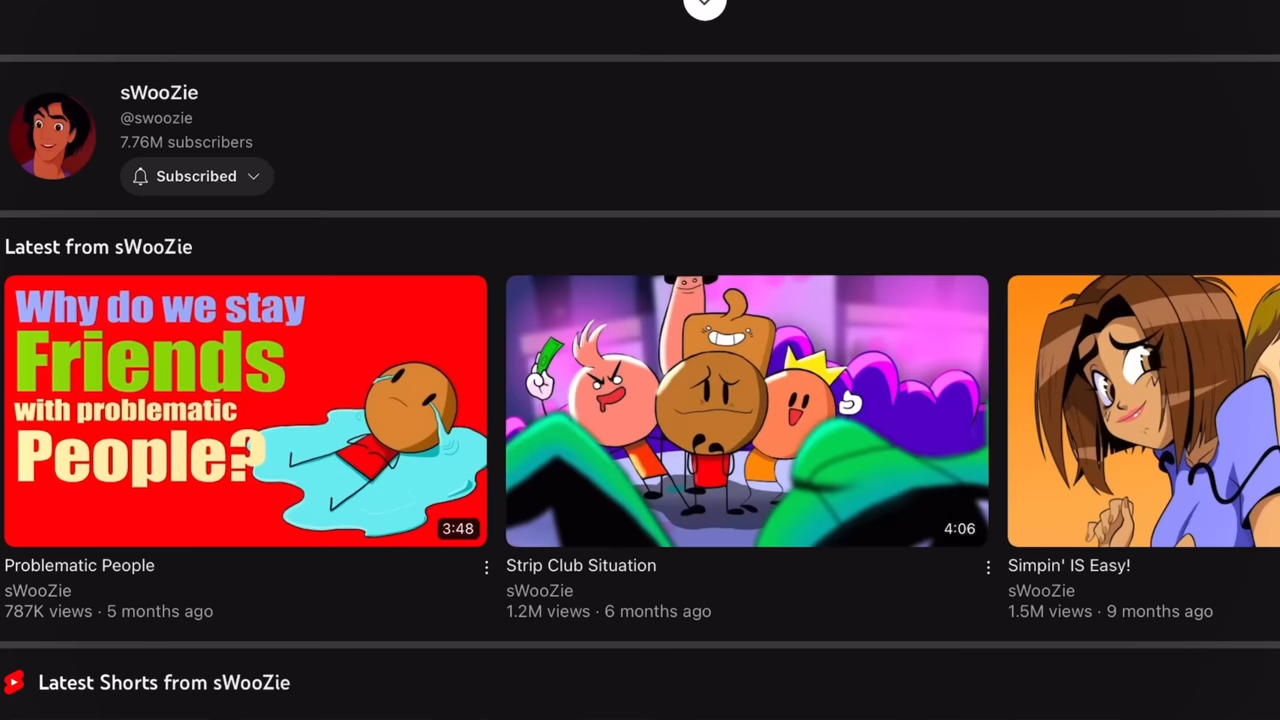 sWooZie
@swoozie
7.76M subscribers
Subscribed
Latest from sWooZie
Why do we stay
Friends
with problematic
People?
3:48
4:06
Problematic People
sWooZie
787K views · 5 months ago
Strip Club Situation
sWooZie
1.2M views · 6 months ago
Simpin' IS Easy!
sWooZie
1.5M views · 9 months ago
Latest Shorts from sWooZie